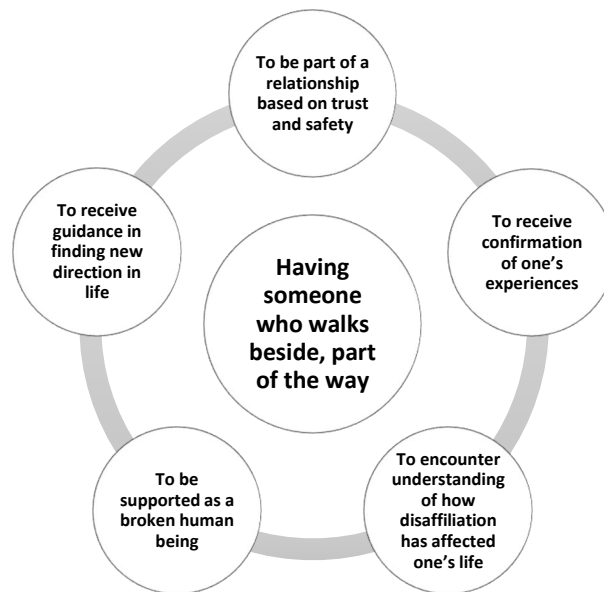 To be part of a
relationship
based on trust
and safety
To receive
confirmation
of one's
experiences
To encounter
understanding
of how
disaffiliation
has affected
one's life
To be
supported as a
broken human
being
To receive
guidance in
finding new
direction in
life
Having
someone
who walks
beside, part
of the way